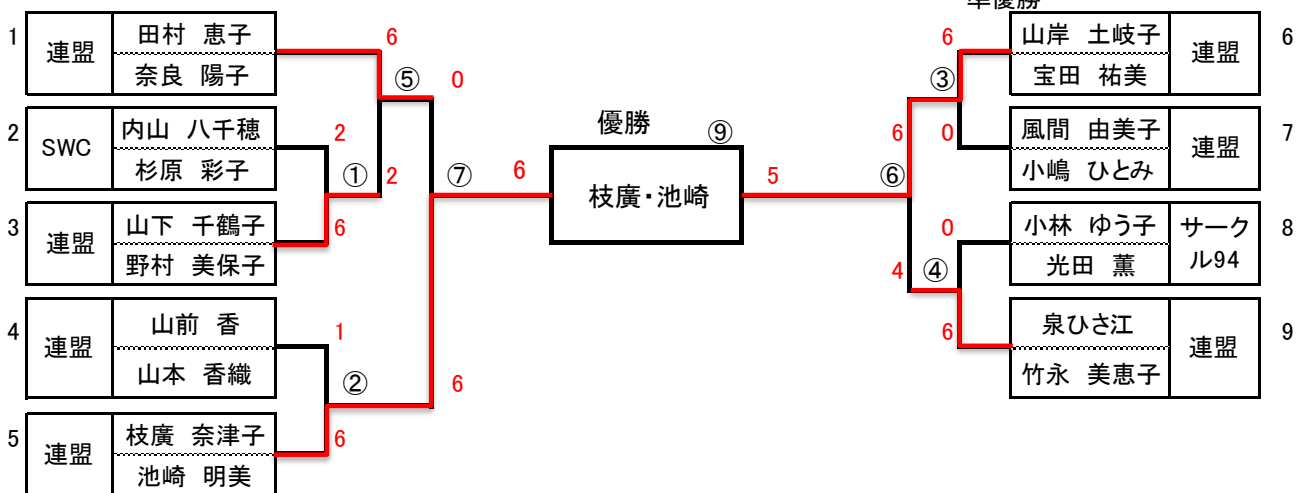 準優勝
1 連盟 田村 恵子
奈良 陽子
6
⑤ 0
2 SWC 内山 八千穂
杉原 彩子
2
① 2
3 連盟 山下 千鶴子
野村 美保子
6
4 連盟 山前 香
山本 香織
1
②
5 連盟 枝廣 奈津子
池崎 明美
6
⑦ 6
6
優勝 ⑨
枝廣・池崎
5
6 山岸 土岐子 連盟 6
宝田 祐美
③
0 風間 由美子 連盟 7
小嶋 ひとみ
6
⑥
0 小林 ゆう子 サーク 8
光田 薫 ル94
4 ④
6 泉ひさ江 連盟 9
竹永 美恵子